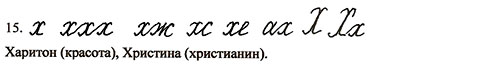 15. х ххх хж хс хе ах Х Хх
Харитон (красота), Христина (христианин).